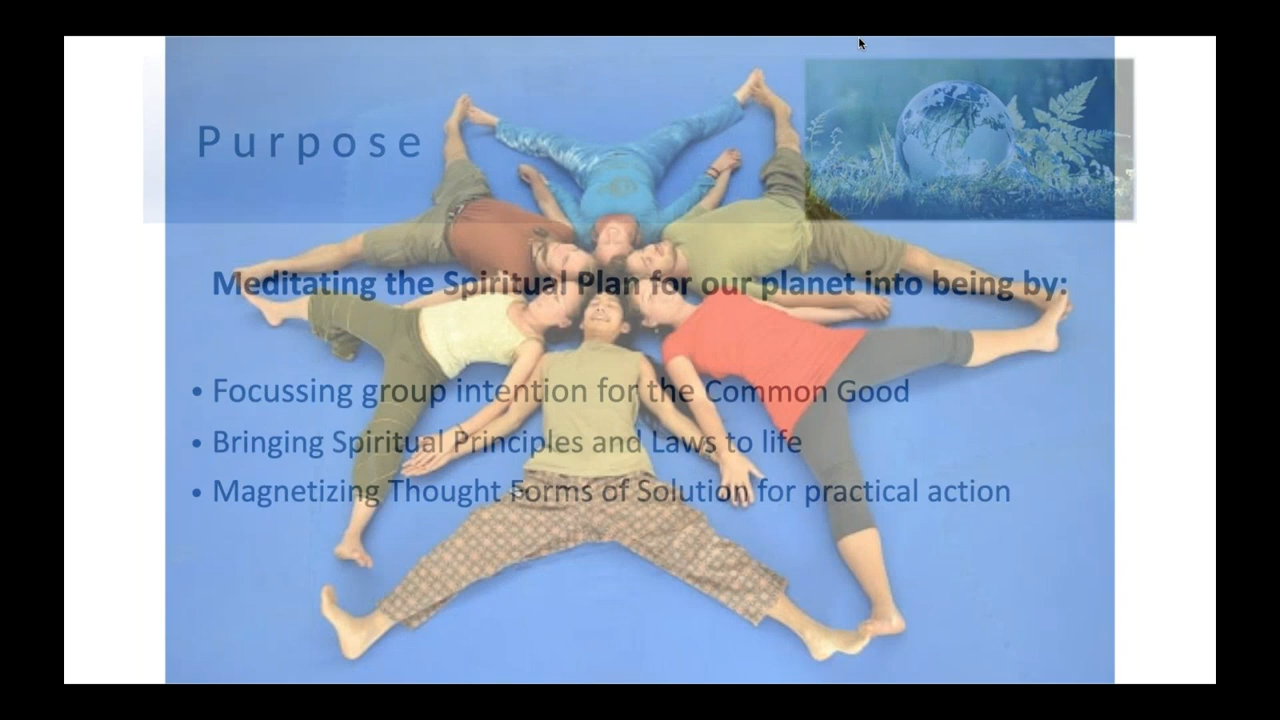 Purpose
Meditating the Spiritual Plan for our planet into being by:
• Focussing group intention for the Common Good
• Bringing Spiritual Principles and Laws to life
• Magnetizing Thought Forms of Solution for practical action